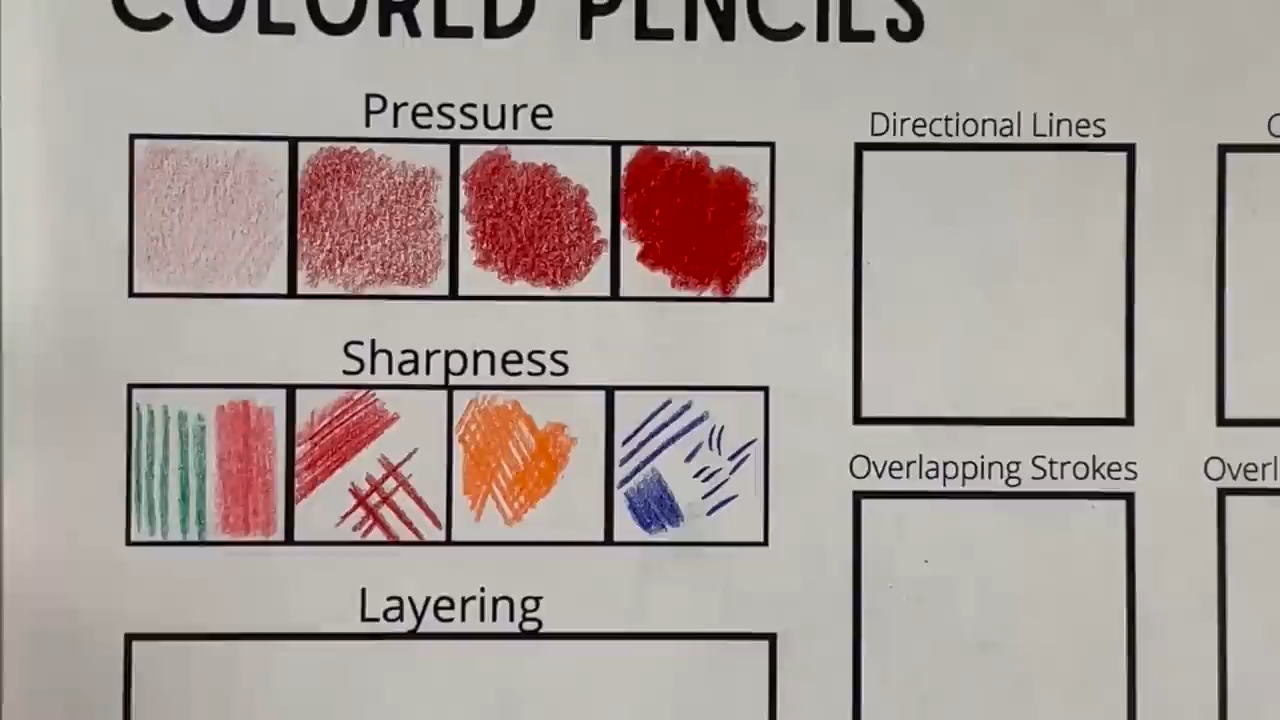 COLORED PENCILS
Pressure
Directional Lines
Sharpness
Overlapping Strokes
Layering